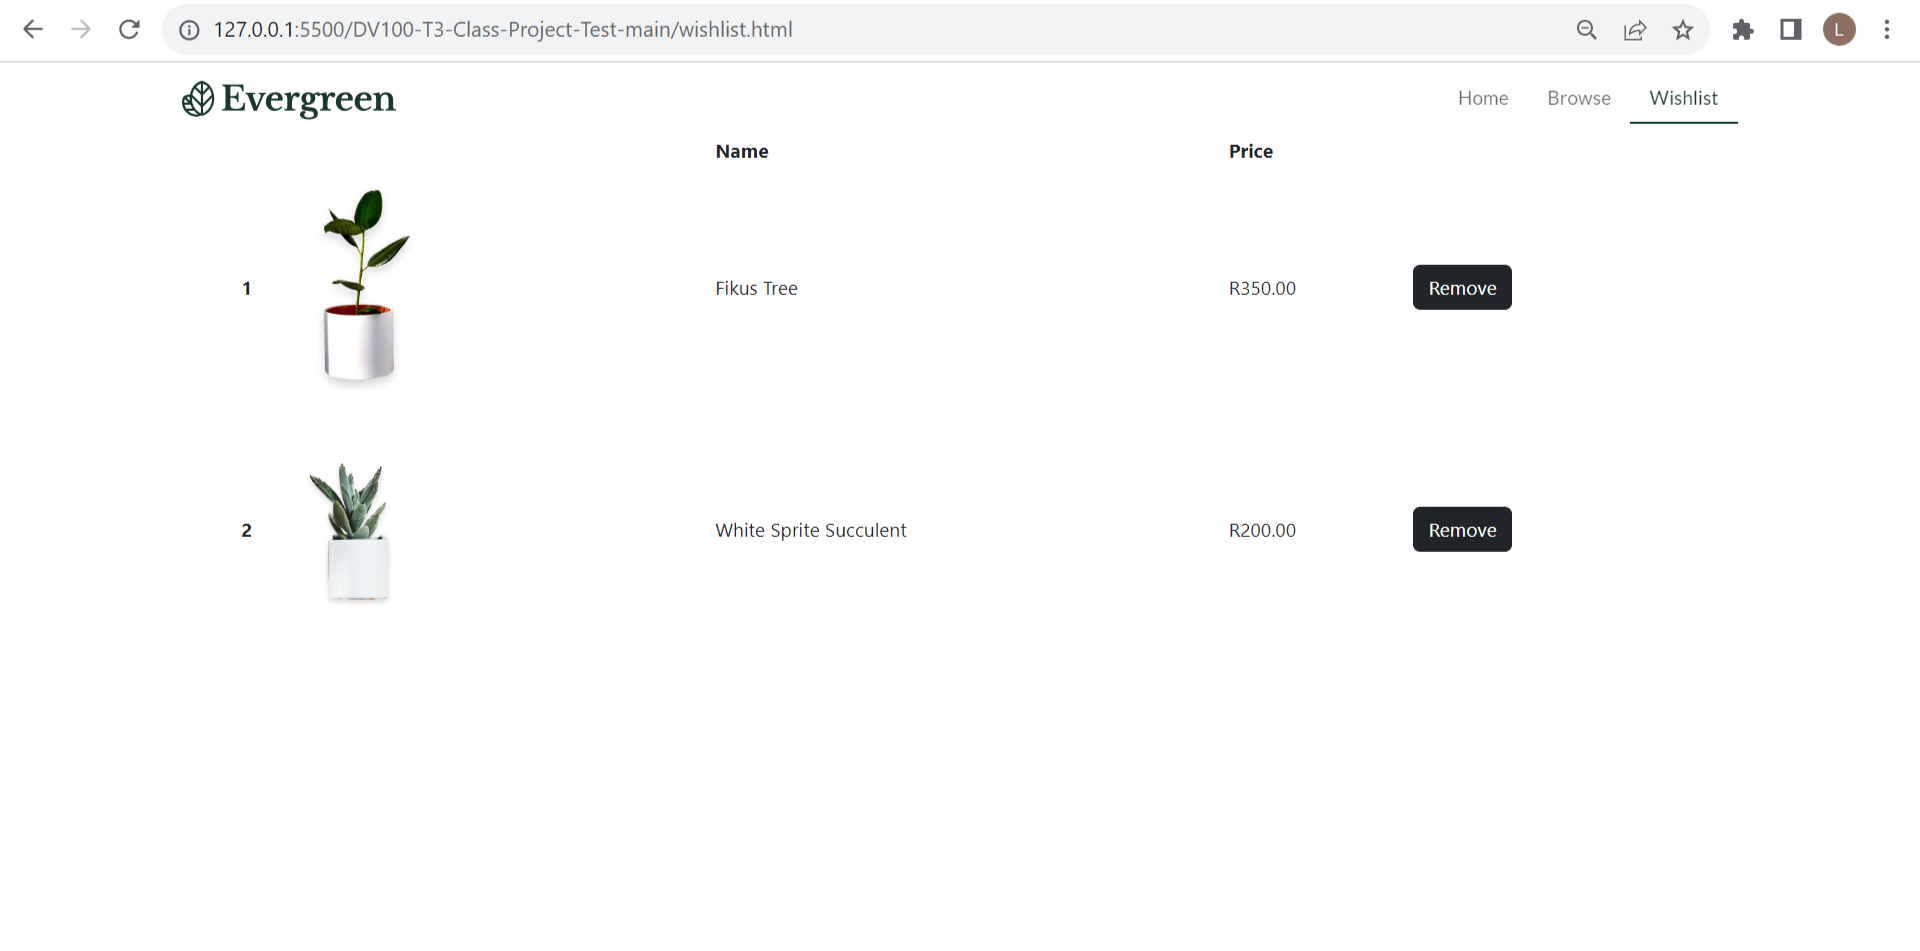 127.0.0.1:5500/DV100-T3-Class-Project-Test-main/wishlist.html
L
Evergreen
Home Browse Wishlist
Name Price
1 Fikus Tree R350.00 Remove
2 White Sprite Succulent R200.00 Remove